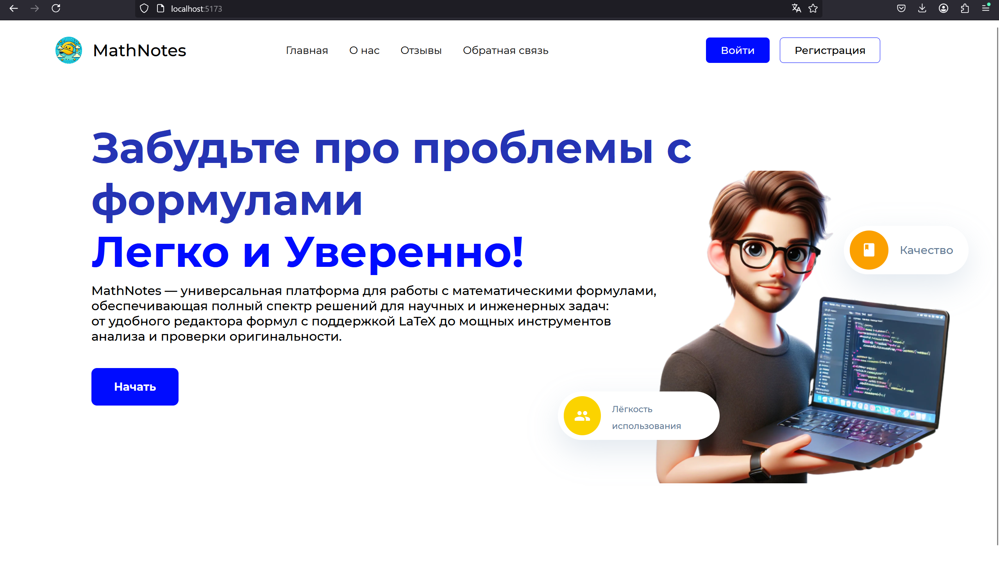 localhost:5173
MathNotes
Главная
О нас
Отзывы
Обратная связь
Войти
Регистрация
Забудьте про проблемы с
формулами
Легко и Уверенно!
MathNotes — универсальная платформа для работы с математическими формулами,
обеспечивающая полный спектр решений для научных и инженерных задач:
от удобного редактора формул с поддержкой LaTeX до мощных инструментов
анализа и проверки оригинальности.
Начать
Качество
Лёгкость
использования